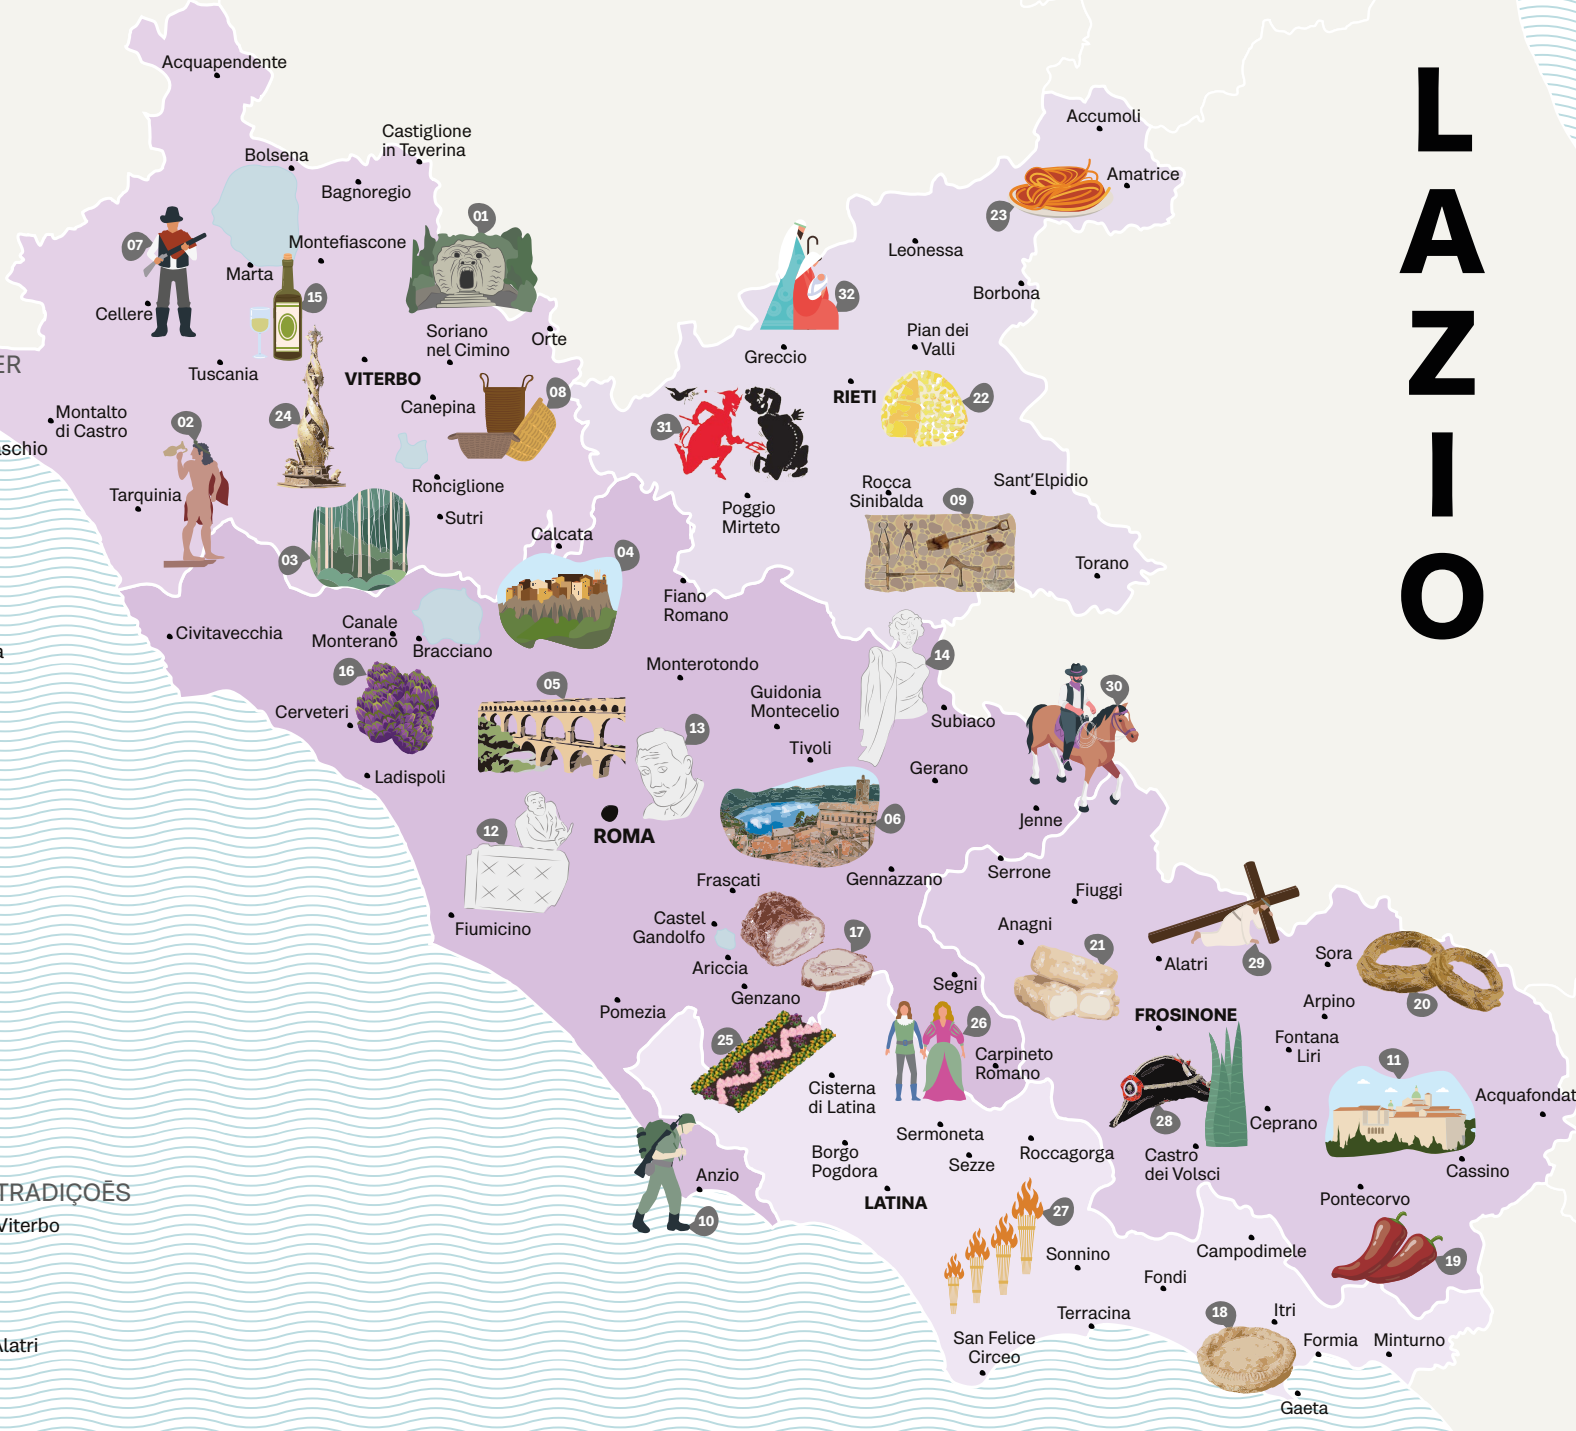 LAZIO
Acquapendente
Castiglione
in Teverina
Bolsena
Bagnoregio
Accumoli
Amatrice
23
01
07
Montefiascone
Marta
15
Cellere
Leonessa
32
Borbona
Soriano
nel Cimino
Orte
Pian dei
Valli
Greccio
ER
Tuscania
VITERBO
RIETI
08
22
Canepina
Montalto
di Castro
02
24
31
schio
Tarquinia
Ronciglione
Sutri
Poggio
Mirteto
Rocca
Sinibalda
09
Sant'Elpidio
Calcata
04
03
Torano
Fiano
Romano
Civitavecchia
Canale
Monterano
Bracciano
a
16
Monterotondo
14
05
Guidonia
Montecelio
30
Cerveteri
13
Subiaco
Tivoli
Ladispoli
Gerano
12
ROMA
06
Jenne
Frascati
Gennazzano
Serrone
Fiuggi
Castel
Gandolfo
17
Anagni
21
Fiumicino
Ariccia
Alatri
29
Sora
Genzano
Segni
20
Pomezia
Arpino
FROSINONE
25
26
Fontana
Liri
Carpineto
Romano
11
Cisterna
di Latina
Acquafondat
28
Ceprano
Sermoneta
Borgo
Pogdora
Sezze
Roccagorga
Castro
dei Volsci
Cassino
Anzio
LATINA
Pontecorvo
TRADIÇOẼS
Viterbo
10
27
Sonnino
Campodimele
19
Fondi
18
Itri
Terracina
San Felice
Circeo
Formia
Minturno
Alatri
Gaeta